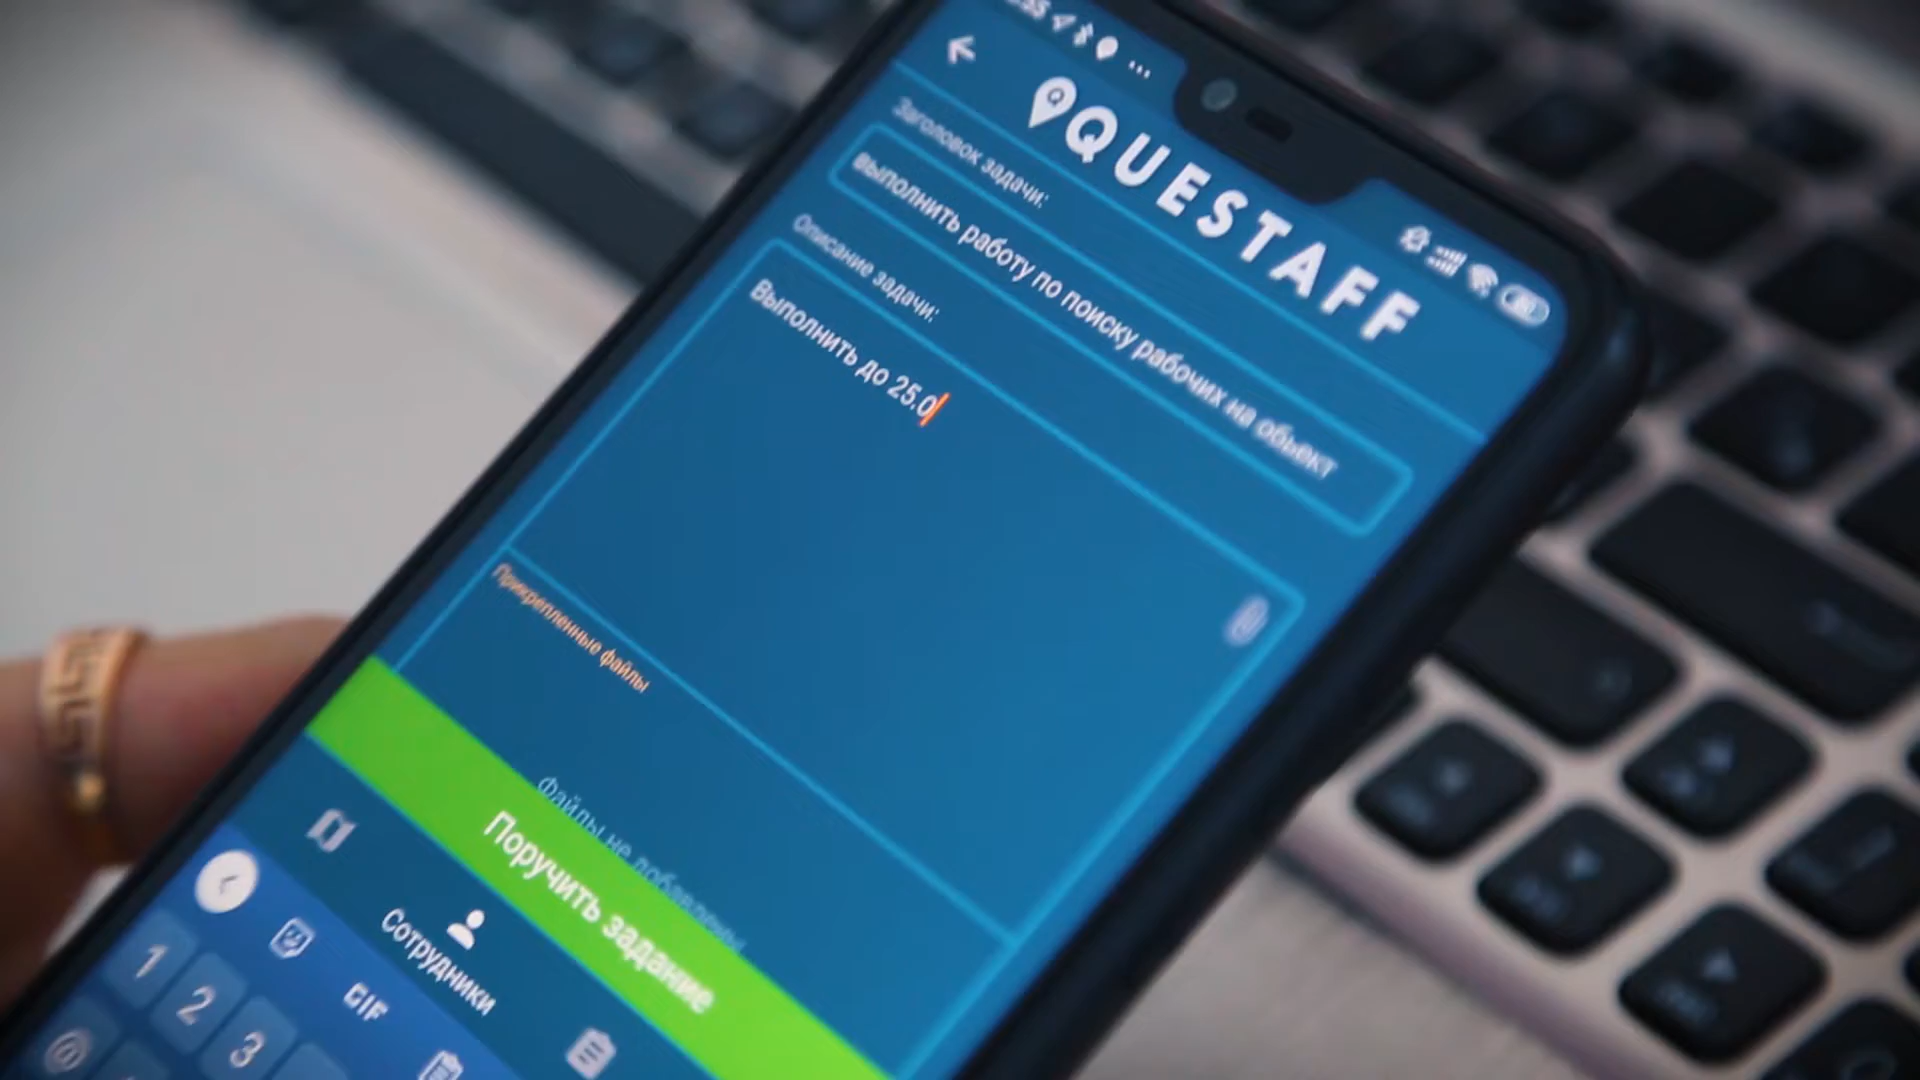 QUESTAFF
Заголовок задачи:
Выполнить работу по поиску рабочих на обьект
Описание задачи:
Выполнить до 25.0
Прикрепленные файлы
Файлы не добавлены
Поручить задание
Сотрудники
GIF
1 2 3
@